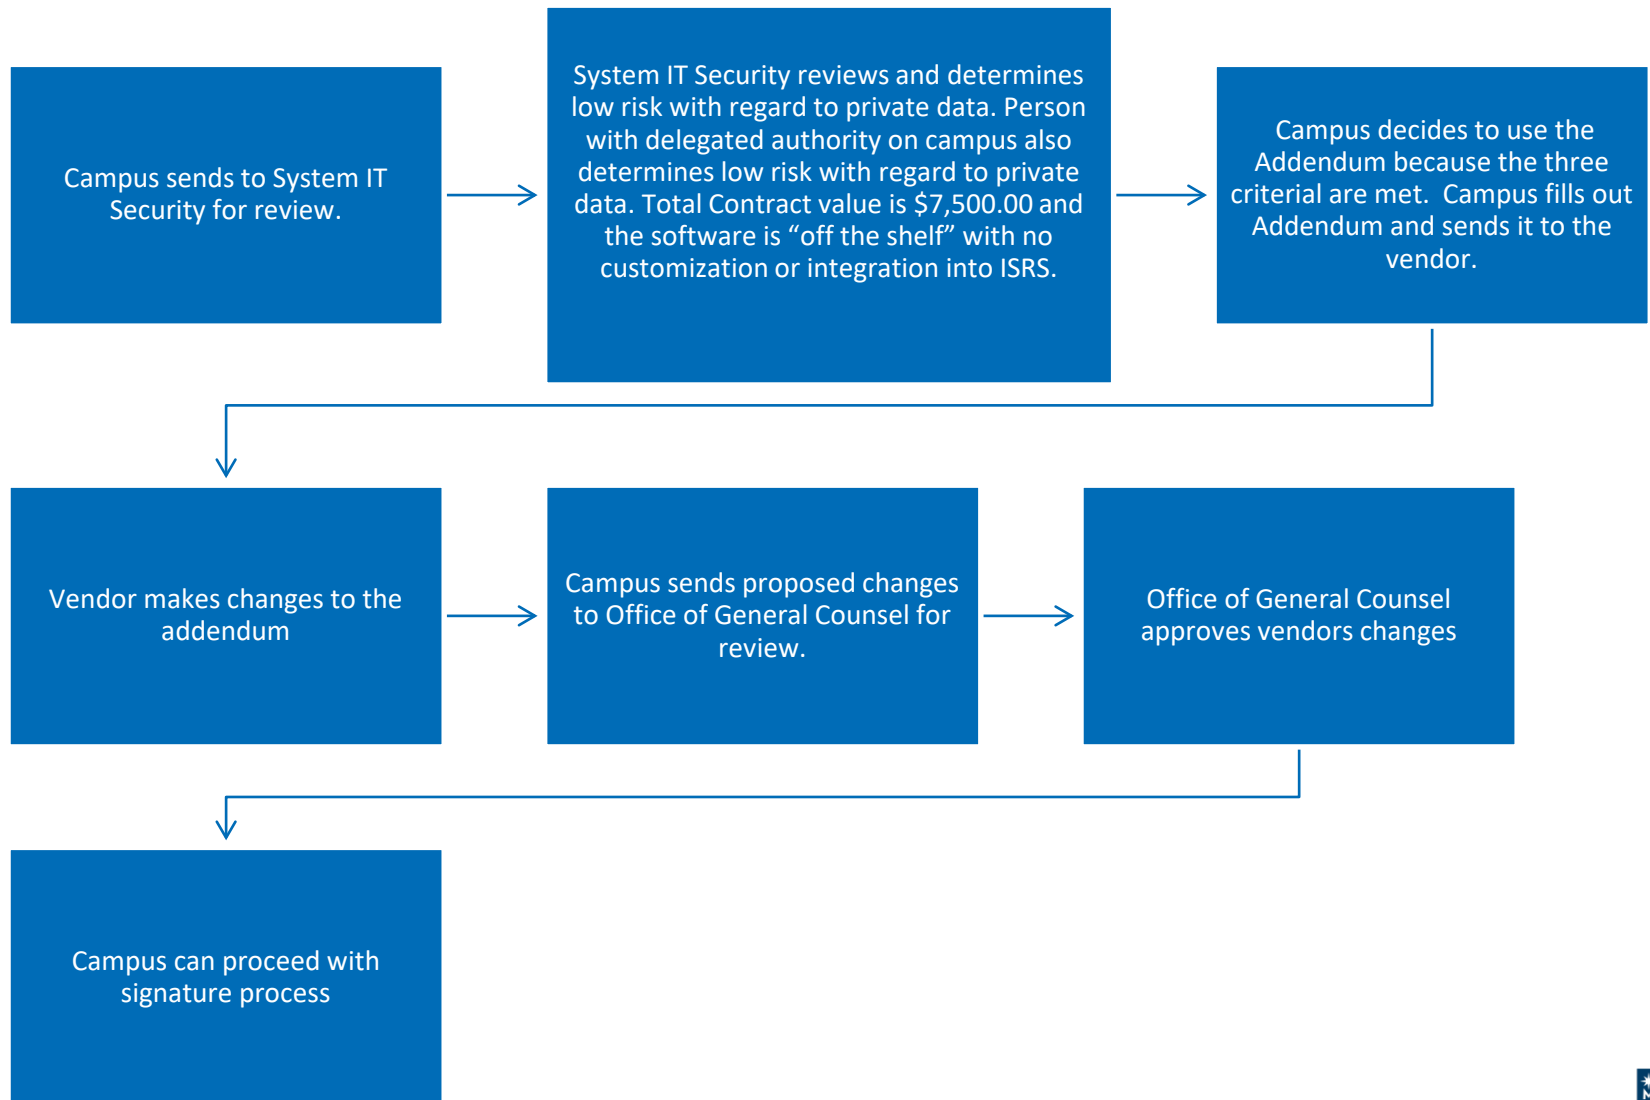 Campus sends to System IT
Security for review.
System IT Security reviews and determines
low risk with regard to private data. Person
with delegated authority on campus also
determines low risk with regard to private
data. Total Contract value is $7,500.00 and
the software is “off the shelf” with no
customization or integration into ISRS.
Campus decides to use the
Addendum because the three
criterial are met.  Campus fills out
Addendum and sends it to the
vendor.
Vendor makes changes to the
addendum
Campus sends proposed changes
to Office of General Counsel for
review.
Office of General Counsel
approves vendors changes
Campus can proceed with
signature process